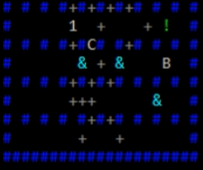 # # # #+#+#+#+# # # #
#      1  +    + !  #
# # # #+#C# #+# # # #
#       & + &    B  #
# # # #+#+#+# # # # #
#      +++      &   #
# # # # #+#+# # # # #
#       +   +       #
#####################